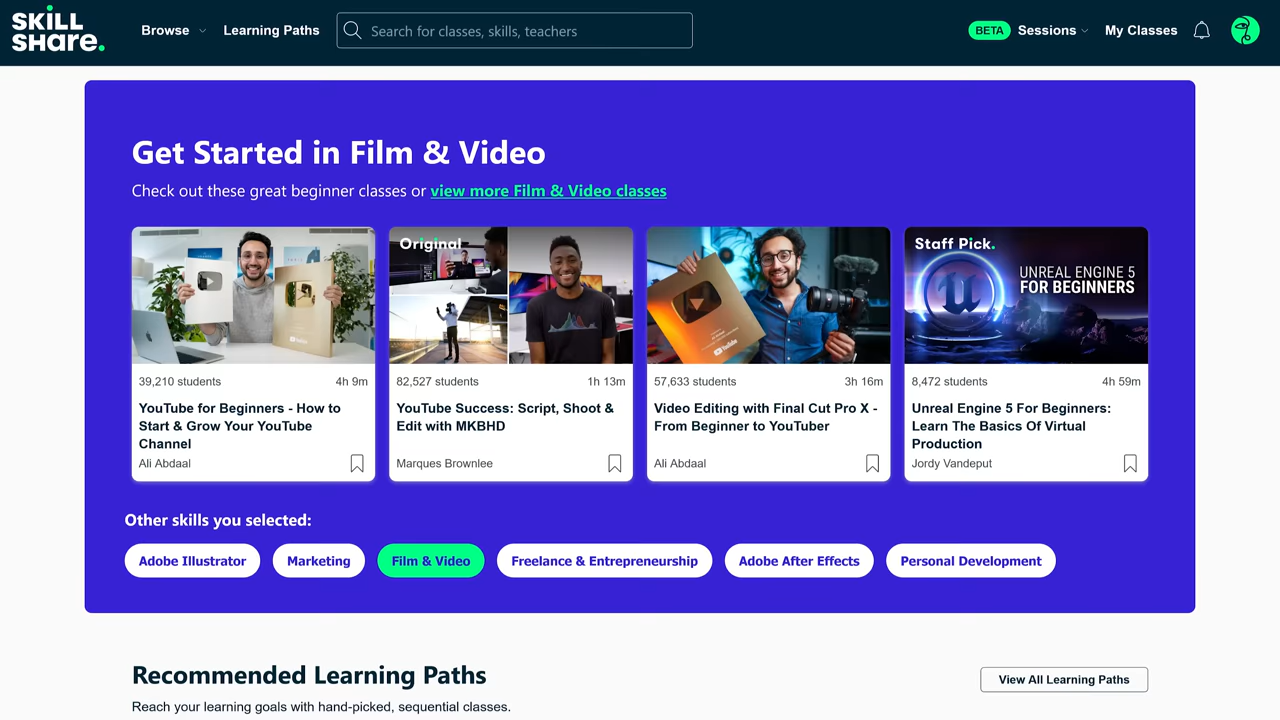 SKILL
SHARE.
Browse
Learning Paths
Search for classes, skills, teachers
BETA
Sessions
My Classes
Get Started in Film & Video
Check out these great beginner classes or view more Film & Video classes
Original
Staff Pick.
UNREAL ENGINE 5
FOR BEGINNERS
YouTube
YouTube
39,210 students
4h 9m
YouTube for Beginners - How to
Start & Grow Your YouTube
Channel
Ali Abdaal
82,527 students
1h 13m
YouTube Success: Script, Shoot &
Edit with MKBHD
Marques Brownlee
57,633 students
3h 16m
Video Editing with Final Cut Pro X -
From Beginner to YouTuber
Ali Abdaal
8,472 students
4h 59m
Unreal Engine 5 For Beginners:
Learn The Basics Of Virtual
Production
Jordy Vandeput
Other skills you selected:
Adobe Illustrator
Marketing
Film & Video
Freelance & Entrepreneurship
Adobe After Effects
Personal Development
Recommended Learning Paths
View All Learning Paths
Reach your learning goals with hand-picked, sequential classes.